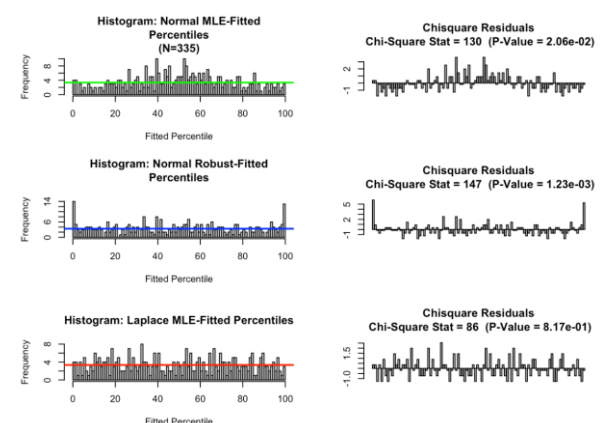 Histogram: Normal MLE-Fitted
Percentiles
(N=335)
Frequency
8
4
0
0 20 40 60 80 100
Fitted Percentile
Chisquare Residuals
Chi-Square Stat = 130 (P-Value = 2.06e-02)
2
-1
Histogram: Normal Robust-Fitted
Percentiles
Frequency
14
6
0
0 20 40 60 80 100
Fitted Percentile
Chisquare Residuals
Chi-Square Stat = 147 (P-Value = 1.23e-03)
5
2
-1
Histogram: Laplace MLE-Fitted Percentiles
Frequency
8
4
0
0 20 40 60 80 100
Fitted Percentile
Chisquare Residuals
Chi-Square Stat = 86 (P-Value = 8.17e-01)
1.5
-1.0